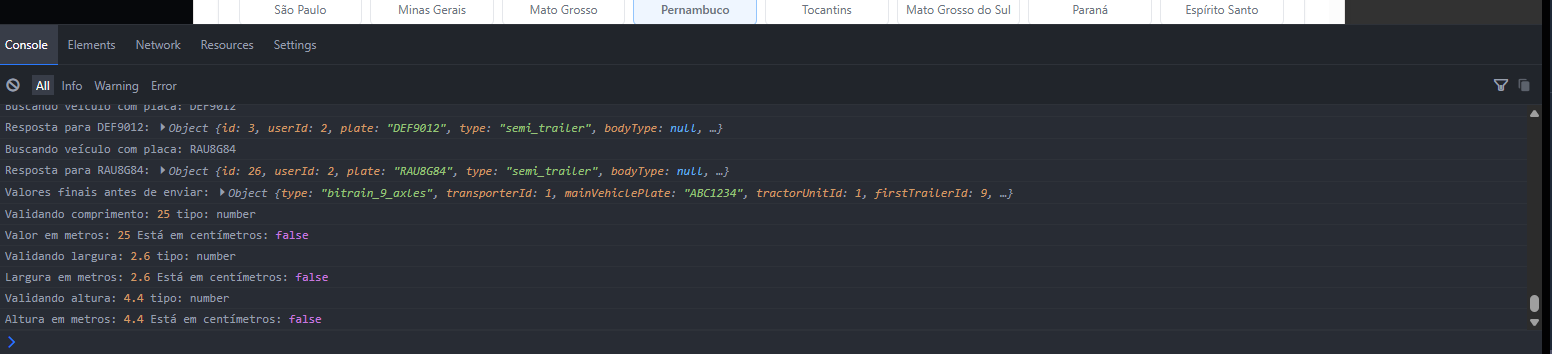 São Paulo Minas Gerais Mato Grosso Pernambuco Tocantins Mato Grosso do Sul Paraná Espírito Santo
Console Elements Network Resources Settings
All Info Warning Error
Buscando veículo com placa: DEF9012
Resposta para DEF9012: Object {id: 3, userId: 2, plate: "DEF9012", type: "semi_trailer", bodyType: null, …}
Buscando veículo com placa: RAU8G84
Resposta para RAU8G84: Object {id: 26, userId: 2, plate: "RAU8G84", type: "semi_trailer", bodyType: null, …}
Valores finais antes de enviar: Object {type: "bitrain_9_axles", transporterId: 1, mainVehiclePlate: "ABC1234", tractorUnitId: 1, firstTrailerId: 9, …}
Validando comprimento: 25 tipo: number
Valor em metros: 25 Está em centímetros: false
Validando largura: 2.6 tipo: number
Largura em metros: 2.6 Está em centímetros: false
Validando altura: 4.4 tipo: number
Altura em metros: 4.4 Está em centímetros: false